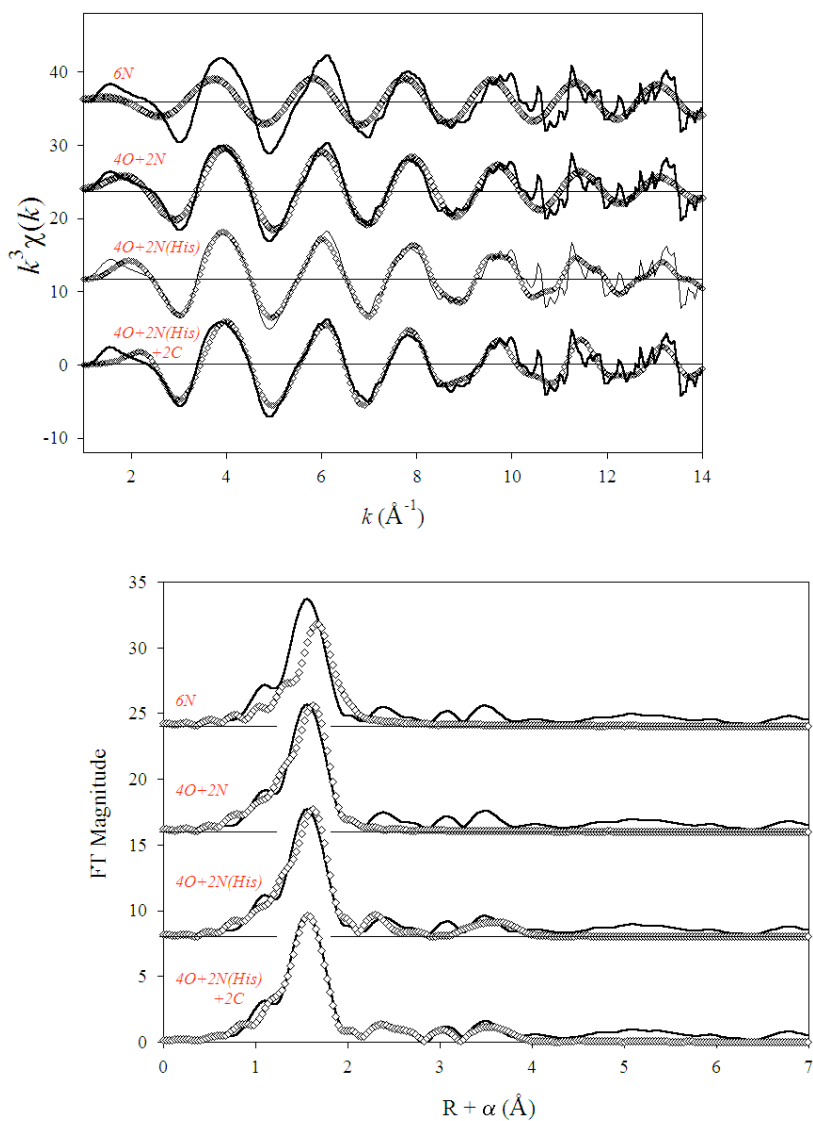 40
6N
30
4O+2N
20
k³χ(k)
4O+2N(His)
10
4O+2N(His)
+2C
0
-10
2 4 6 8 10 12 14
k (Å⁻¹)
35
30
6N
25
20
4O+2N
FT Magnitude
15
4O+2N(His)
10
5
4O+2N(His)
+2C
0
0 1 2 3 4 5 6 7
R + α (Å)